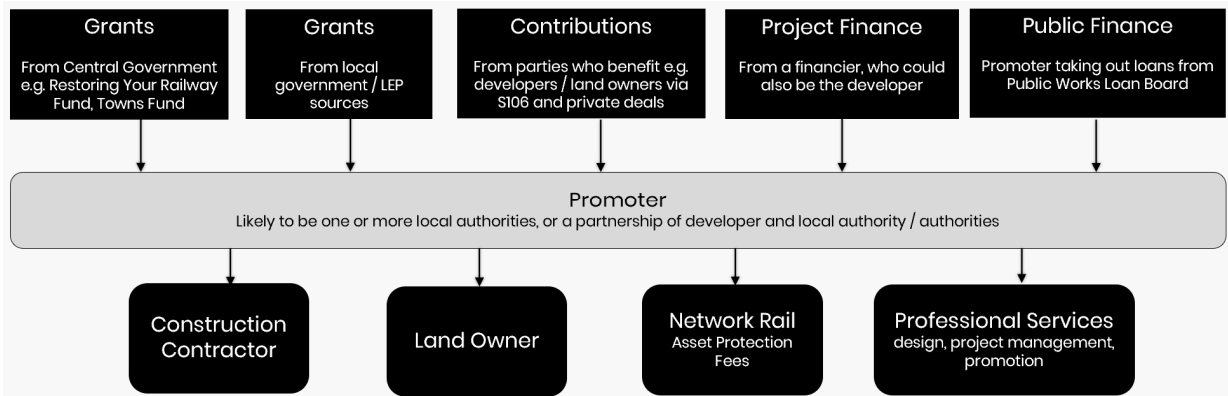 Grants
From Central Government
e.g. Restoring Your Railway
Fund, Towns Fund
Grants
From local
government / LEP
sources
Contributions
From parties who benefit e.g.
developers / land owners via
S106 and private deals
Project Finance
From a financier, who could
also be the developer
Public Finance
Promoter taking out loans from
Public Works Loan Board
Promoter
Likely to be one or more local authorities, or a partnership of developer and local authority / authorities
Construction
Contractor
Land Owner
Network Rail
Asset Protection
Fees
Professional Services
design, project management,
promotion